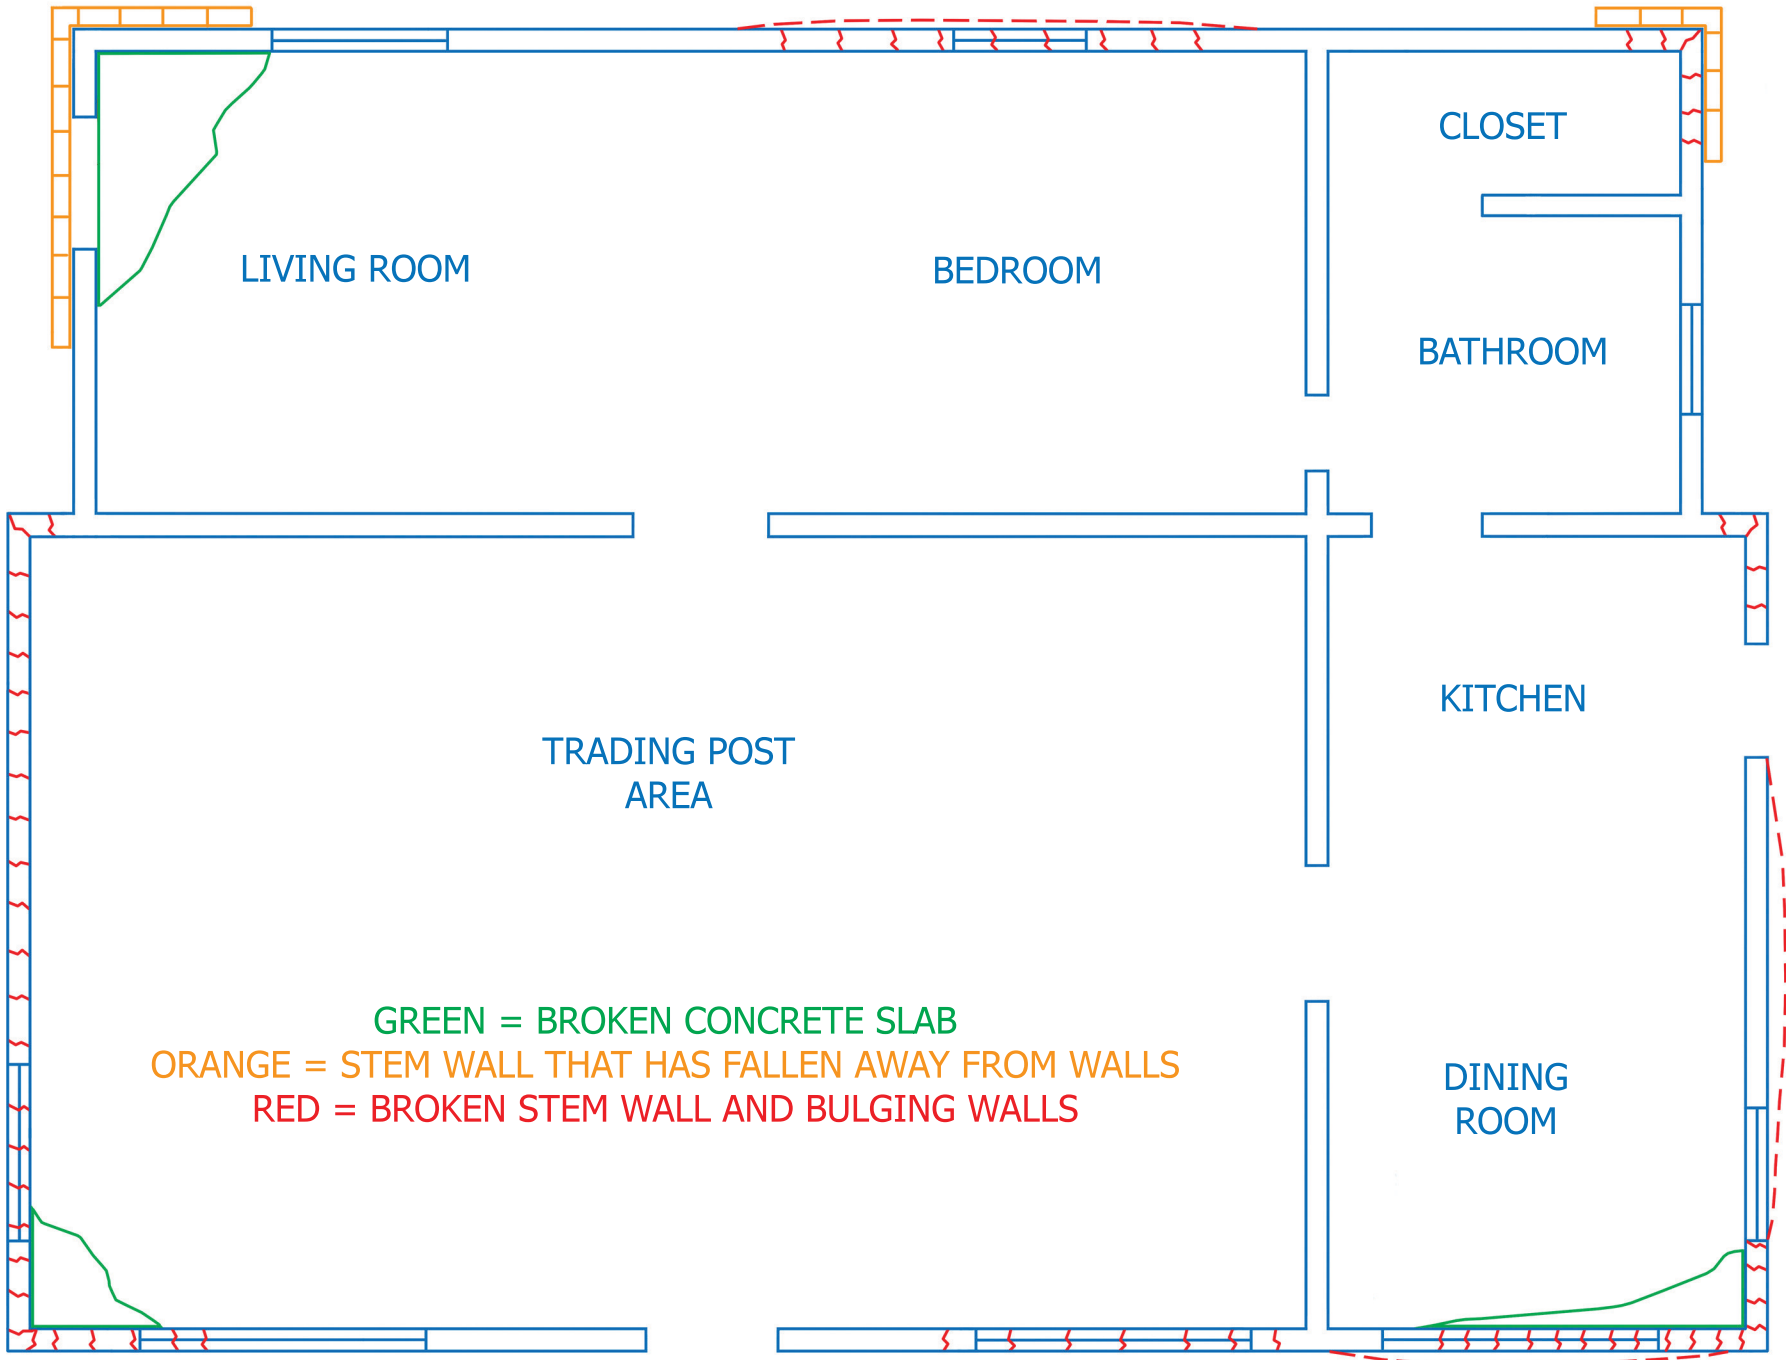 CLOSET
LIVING ROOM
BEDROOM
BATHROOM
KITCHEN
TRADING POST
AREA
GREEN = BROKEN CONCRETE SLAB
ORANGE = STEM WALL THAT HAS FALLEN AWAY FROM WALLS
RED = BROKEN STEM WALL AND BULGING WALLS
DINING
ROOM